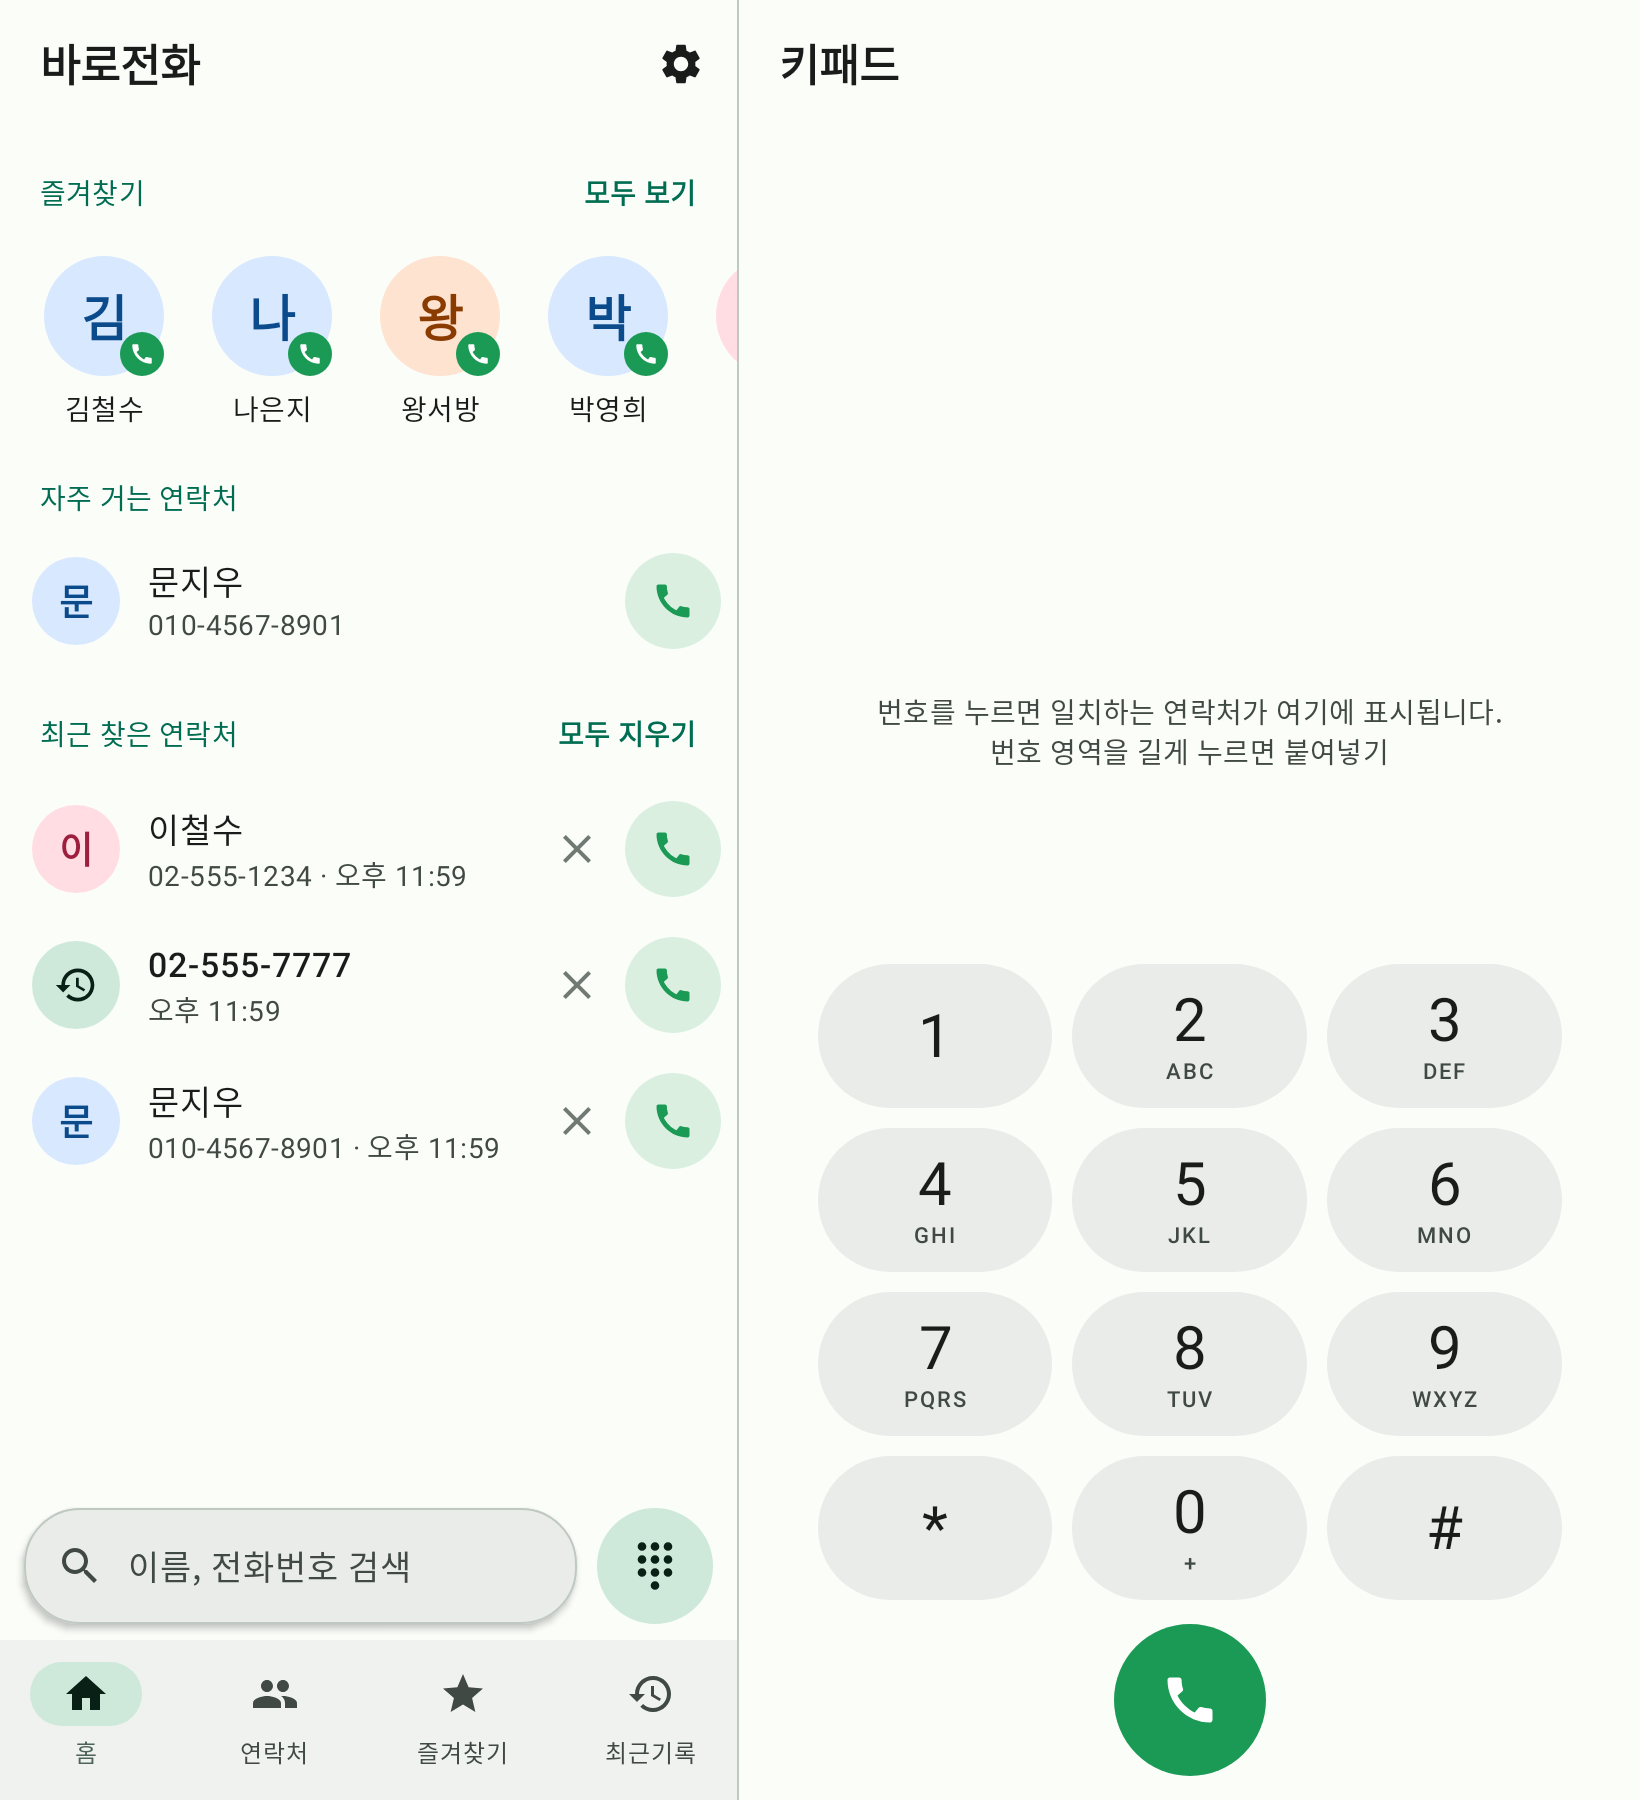 바로전화
즐겨찾기
모두 보기
김
나
왕
박
김철수
나은지
왕서방
박영희
자주 거는 연락처
문
문지우
010-4567-8901
최근 찾은 연락처
모두 지우기
이
이철수
02-555-1234 · 오후 11:59
02-555-7777
오후 11:59
문
문지우
010-4567-8901 · 오후 11:59
이름, 전화번호 검색
홈
연락처
즐겨찾기
최근기록
키패드
번호를 누르면 일치하는 연락처가 여기에 표시됩니다.
번호 영역을 길게 누르면 붙여넣기
1
2
ABC
3
DEF
4
GHI
5
JKL
6
MNO
7
PQRS
8
TUV
9
WXYZ
*
0
+
#